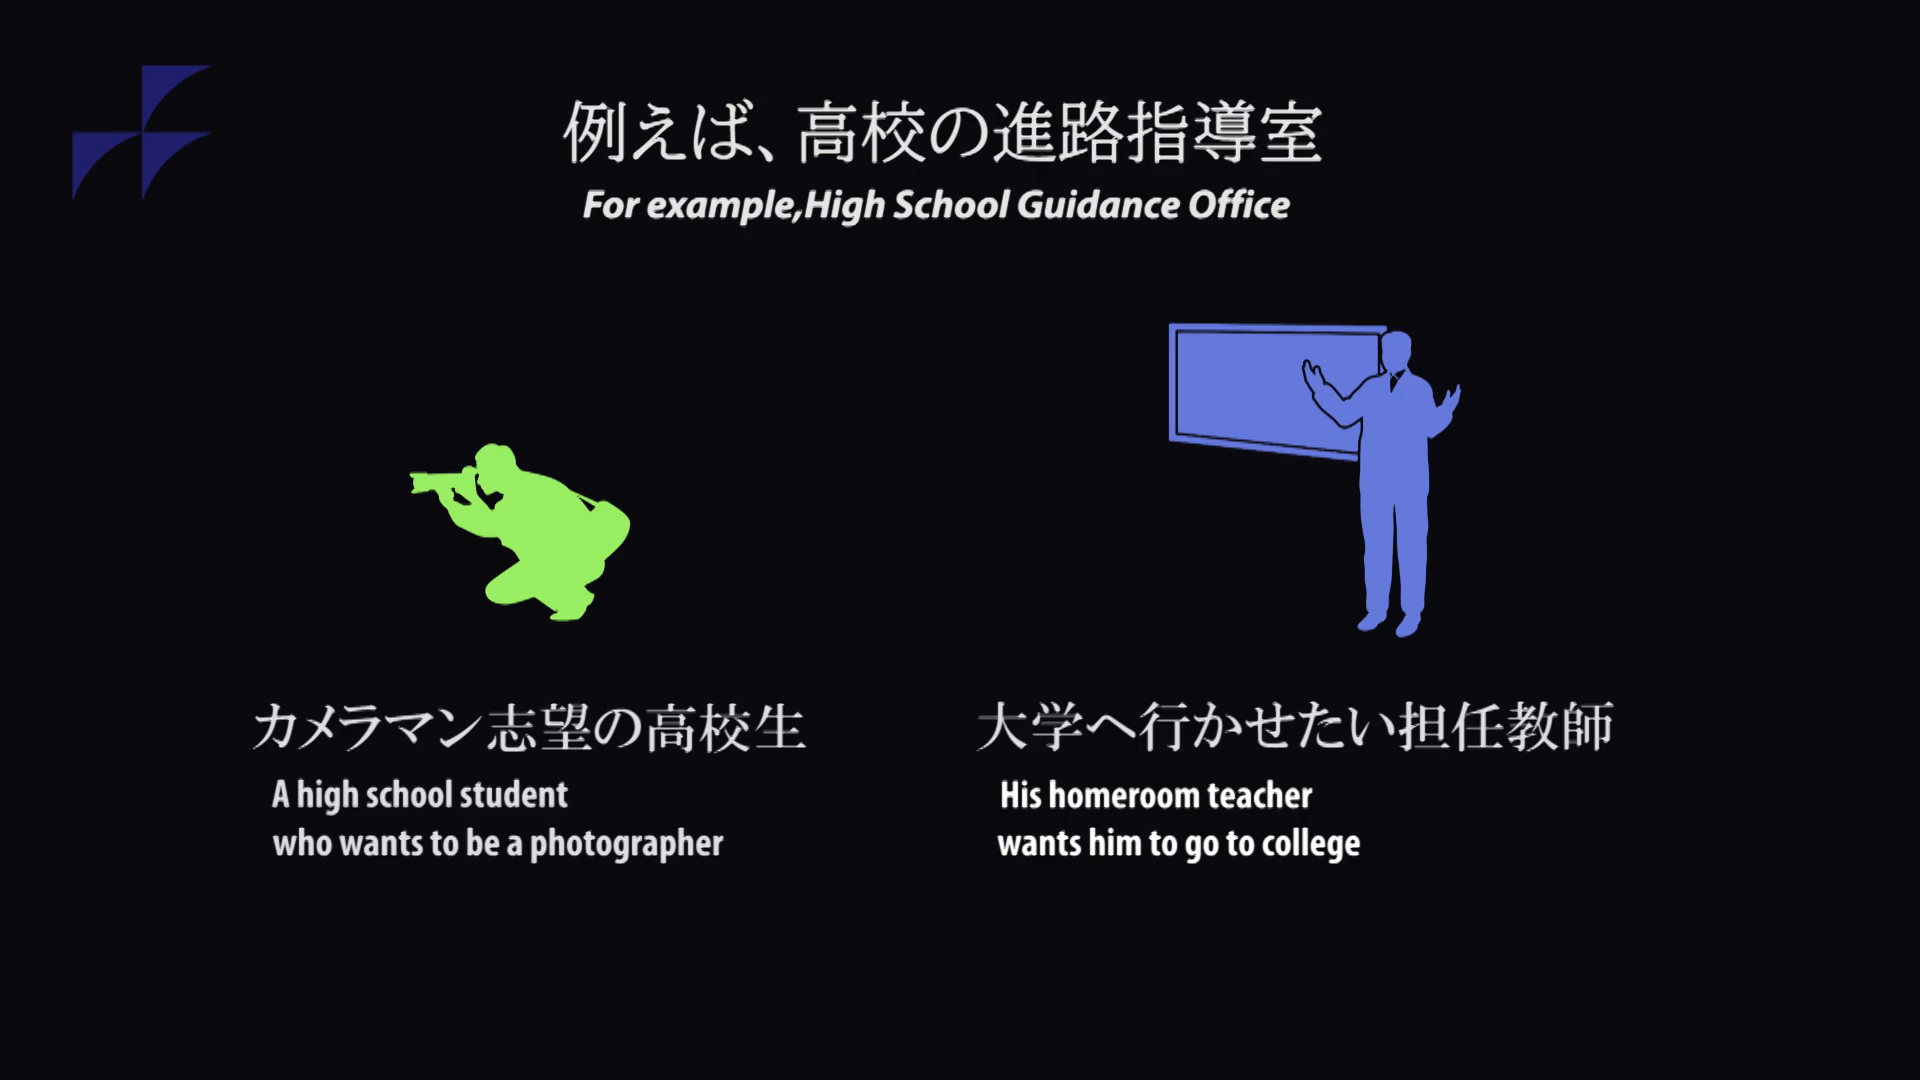 例えば、高校の進路指導室
For example,High School Guidance Office
カメラマン志望の高校生
A high school student
who wants to be a photographer
大学へ行かせたい担任教師
His homeroom teacher
wants him to go to college